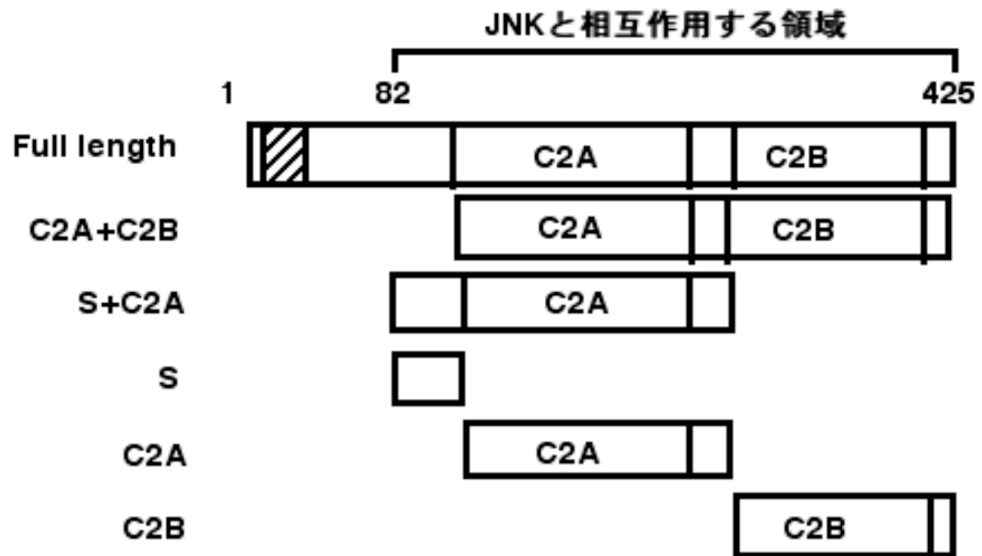 JNKと相互作用する領域
1 82 425
Full length C2A C2B
C2A+C2B C2A C2B
S+C2A C2A
S
C2A C2A
C2B C2B